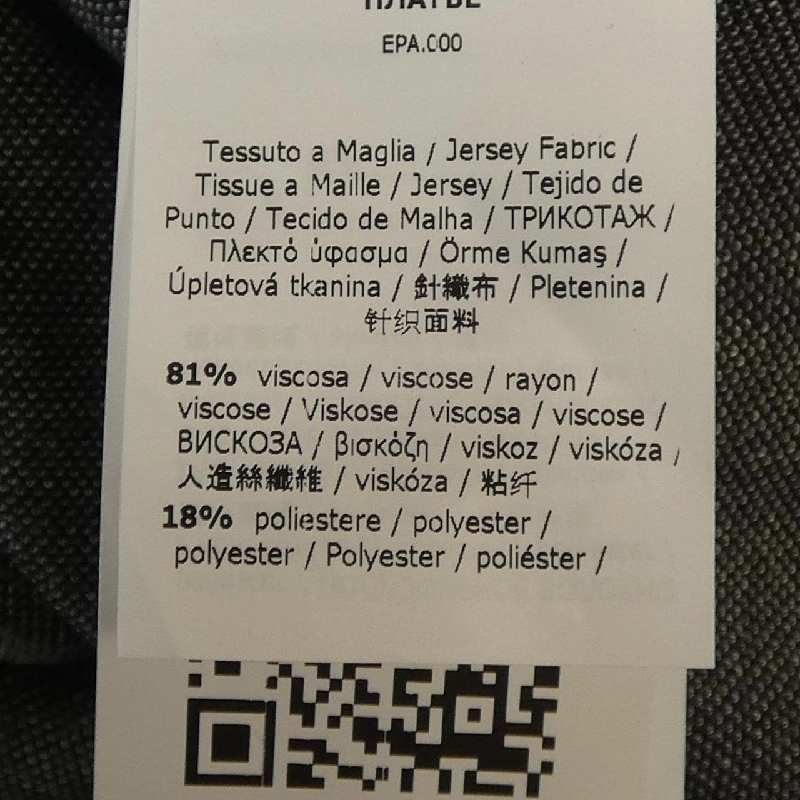 ПЛАТЬЕ
EPA.000
Tessuto a Maglia / Jersey Fabric /
Tissue a Maille / Jersey / Tejido de
Punto / Tecido de Malha / ТРИКОТАЖ /
Πλεκτό ύφασμα / Örme Kumaş /
Úpletová tkanina / 針織布 / Pletenina /
针织面料
81% viscosa / viscose / rayon /
viscose / Viskose / viscosa / viscose /
ВИСКОЗА / βισκόζη / viskoz / viskóza /
人造絲纖維 / viskóza / 粘纤
18% poliestere / polyester /
polyester / Polyester / poliéster /